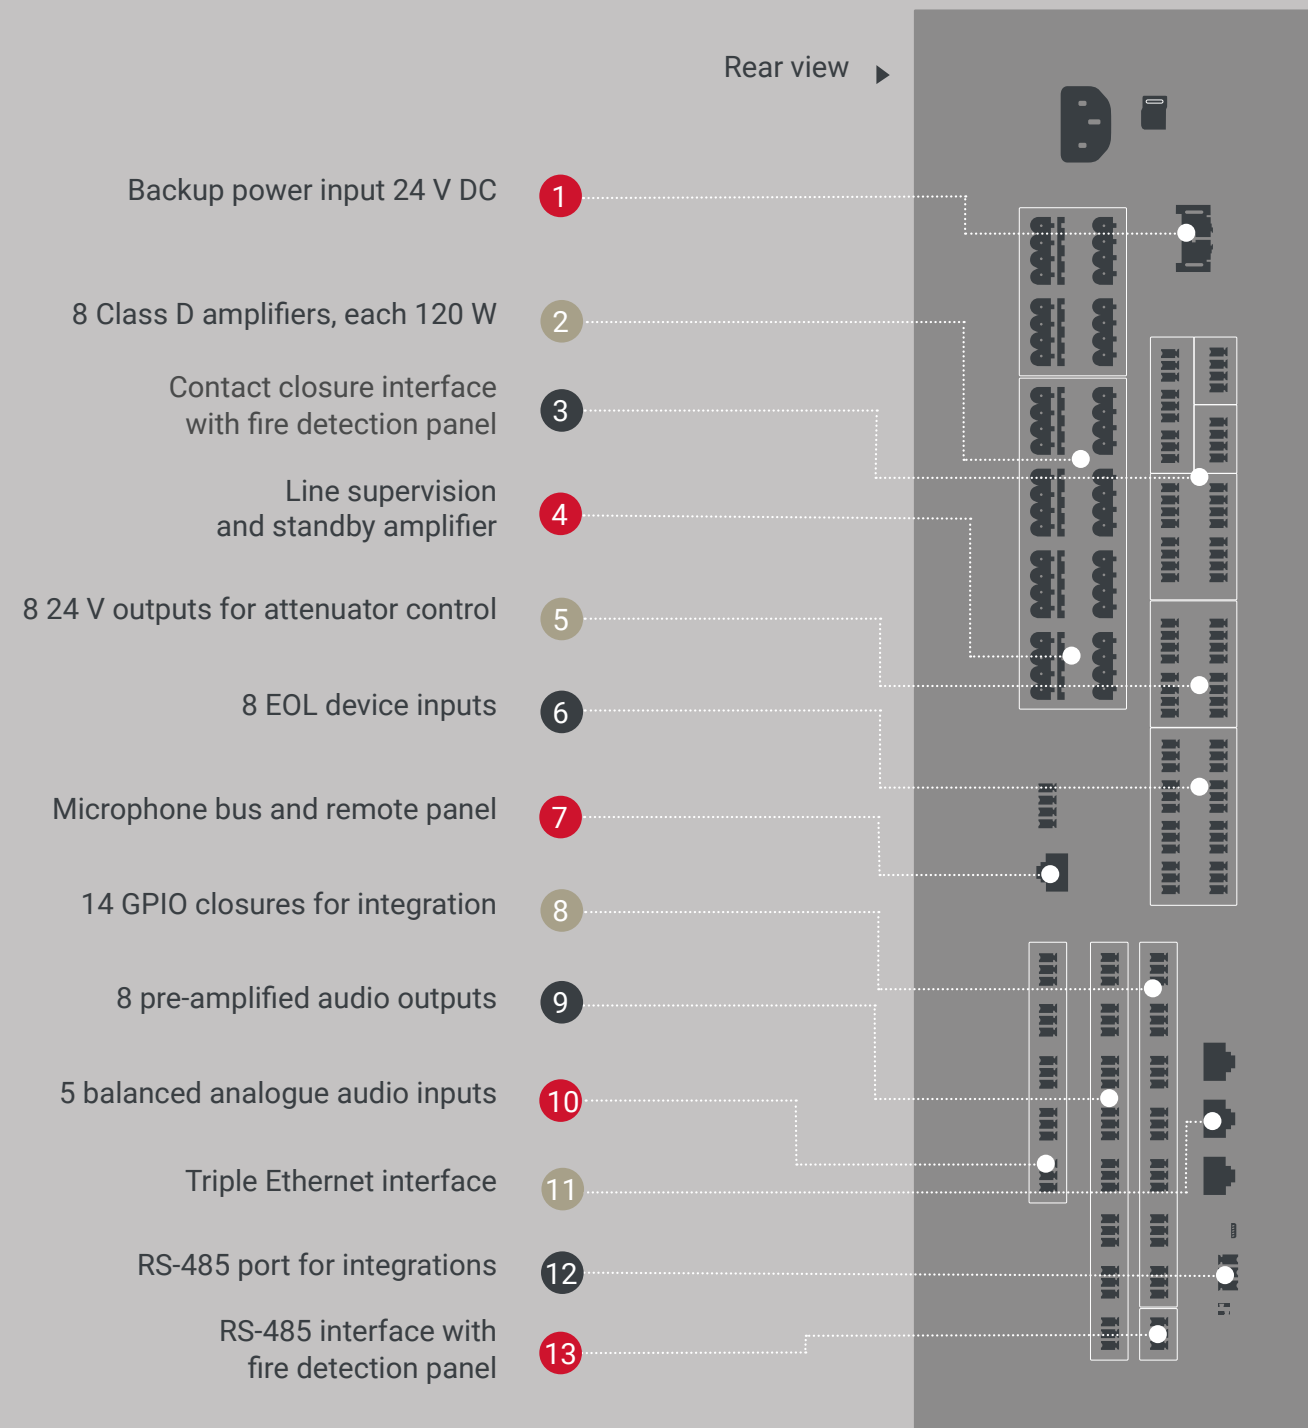 Rear view
Backup power input 24 V DC
1
8 Class D amplifiers, each 120 W
2
Contact closure interface
with fire detection panel
3
Line supervision
and standby amplifier
4
8 24 V outputs for attenuator control
5
8 EOL device inputs
6
Microphone bus and remote panel
7
14 GPIO closures for integration
8
8 pre-amplified audio outputs
9
5 balanced analogue audio inputs
10
Triple Ethernet interface
11
RS-485 port for integrations
12
RS-485 interface with
fire detection panel
13